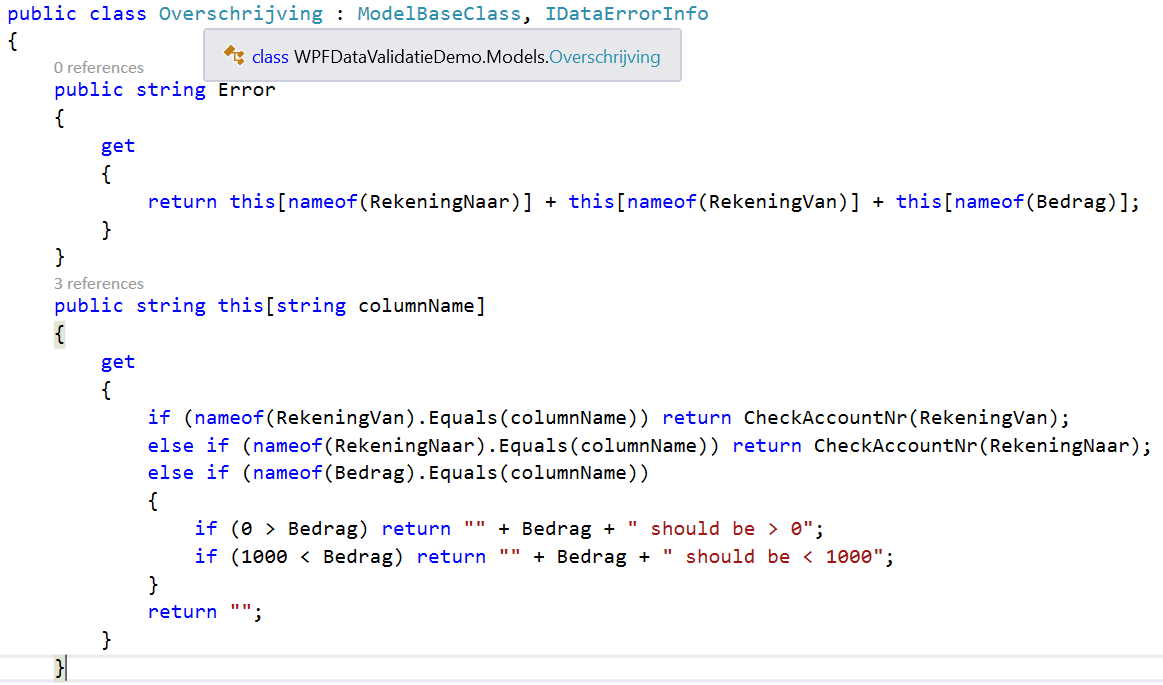 public class Overschrijving : ModelBaseClass, IDataErrorInfo
{
class WPFDataValidatieDemo.Models.Overschrijving
0 references
public string Error
{
get
{
return this[nameof(RekeningNaar)] + this[nameof(RekeningVan)] + this[nameof(Bedrag)];
}
}
3 references
public string this[string columnName]
{
get
{
if (nameof(RekeningVan).Equals(columnName)) return CheckAccountNr(RekeningVan);
else if (nameof(RekeningNaar).Equals(columnName)) return CheckAccountNr(RekeningNaar);
else if (nameof(Bedrag).Equals(columnName))
{
if (0 > Bedrag) return "" + Bedrag + " should be > 0";
if (1000 < Bedrag) return "" + Bedrag + " should be < 1000";
}
return "";
}
}